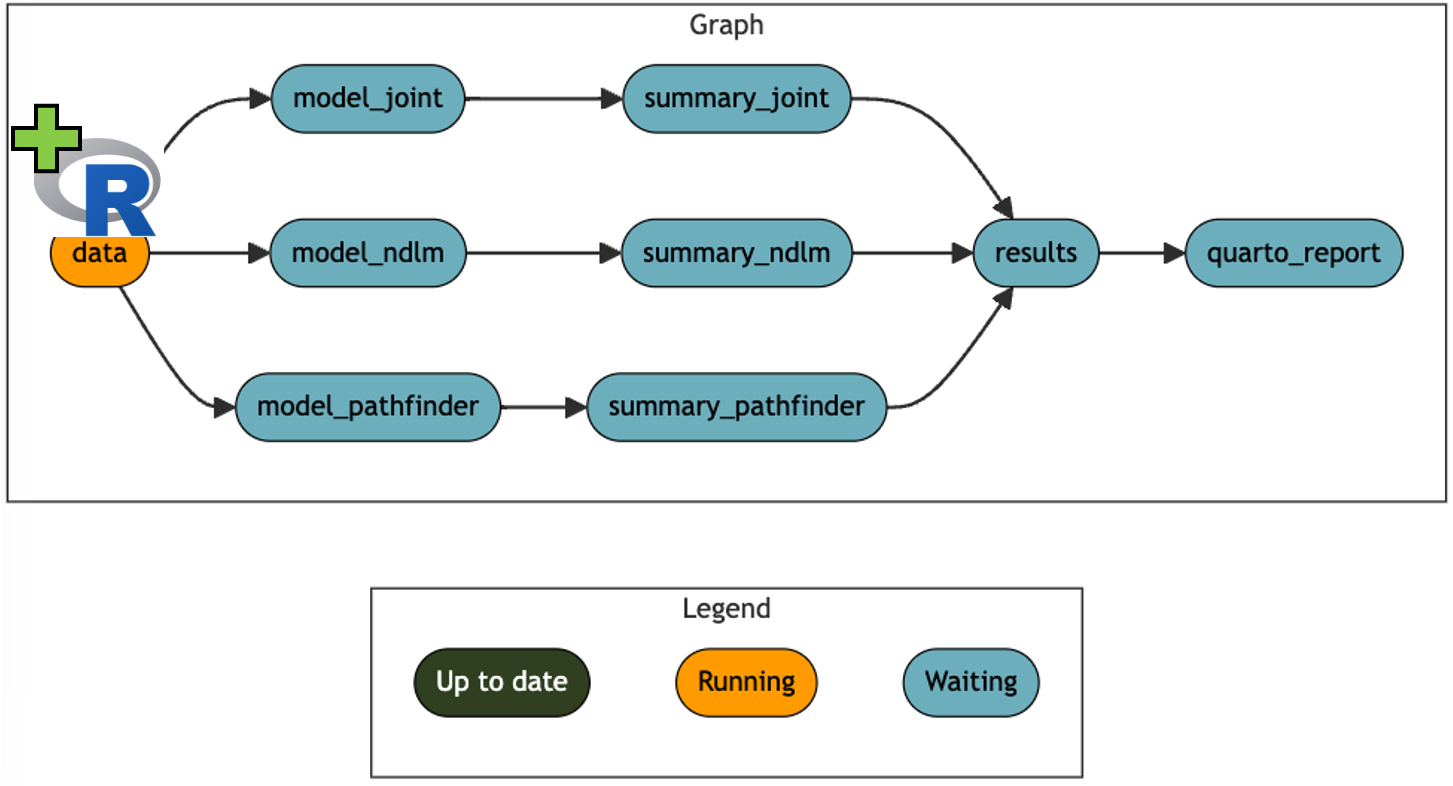 Graph
model_joint
summary_joint
R
data
model_ndlm
summary_ndlm
results
quarto_report
model_pathfinder
summary_pathfinder
Legend
Up to date
Running
Waiting